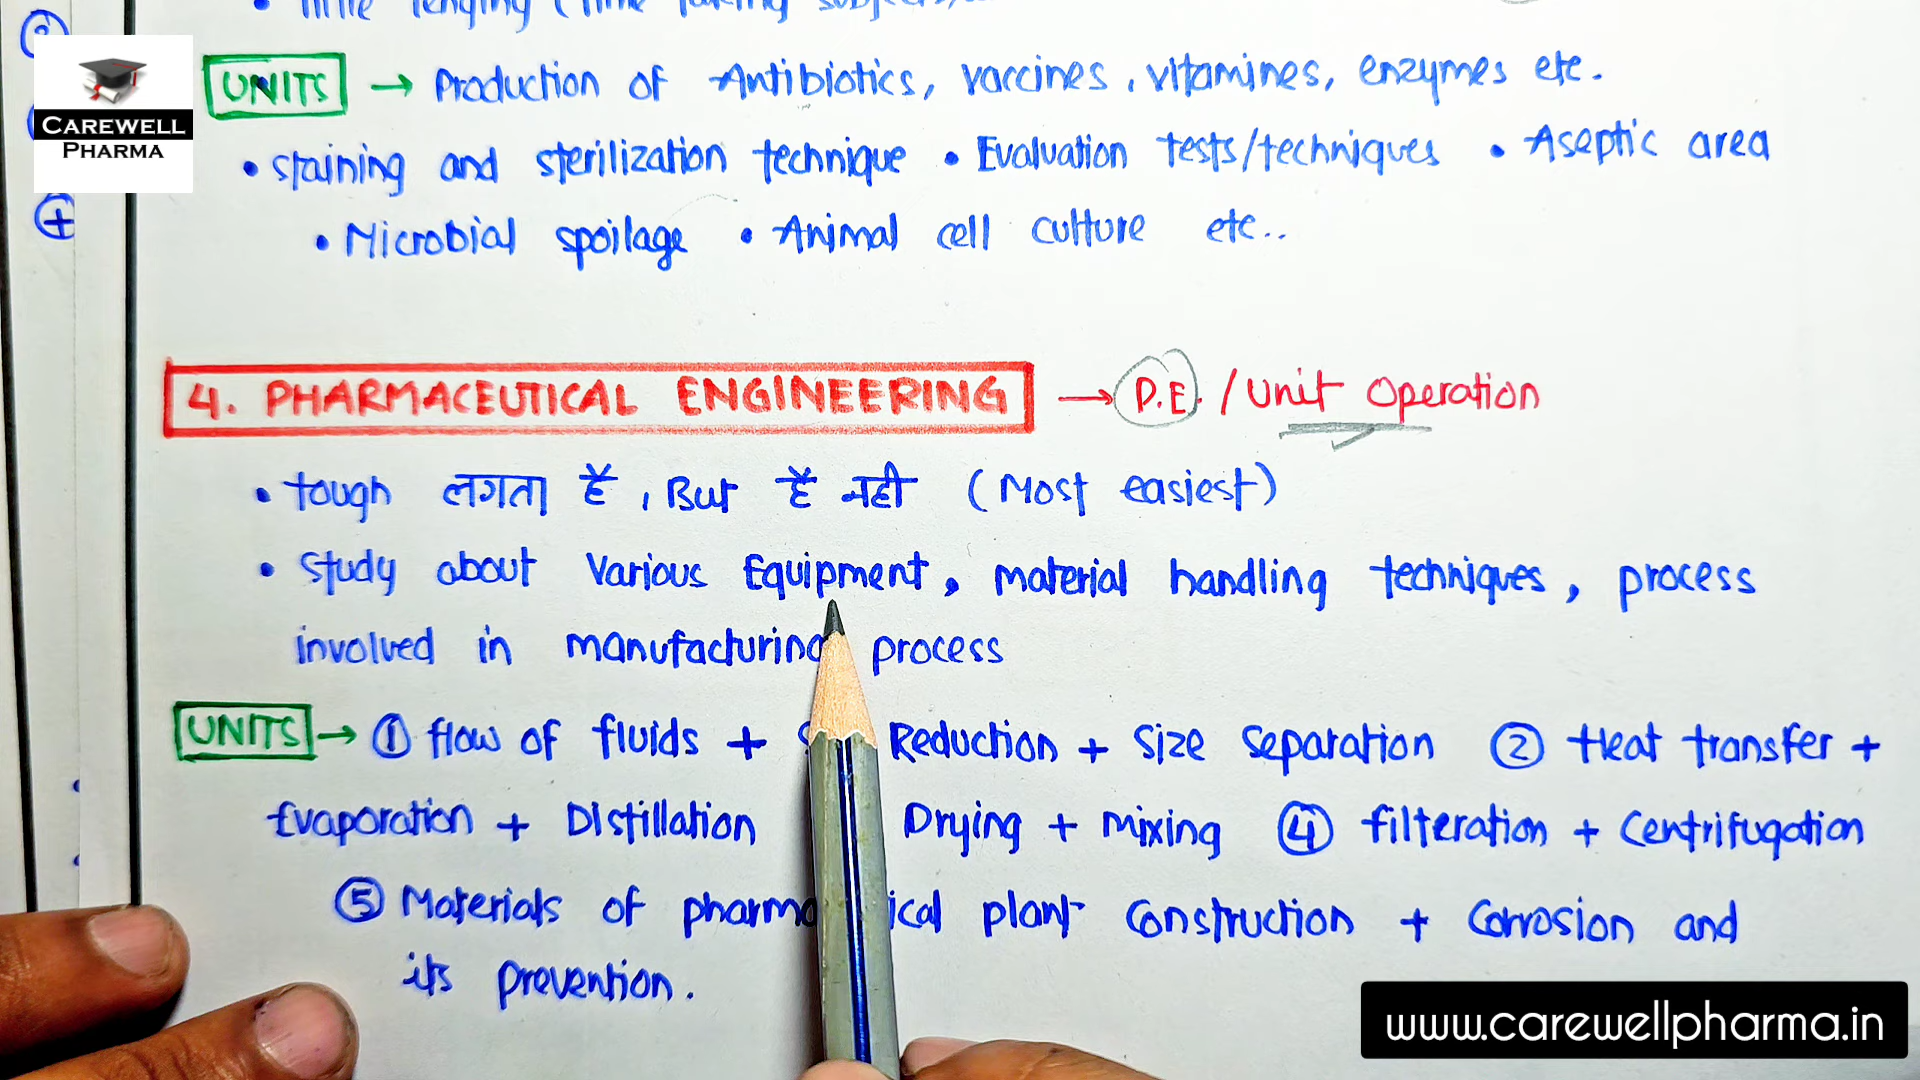 UNITS → Production of Antibiotics, vaccines, vitamines, enzymes etc.
CAREWELL
PHARMA
• Staining and sterilization technique • Evaluation tests/techniques • Aseptic area
• Microbial spoilage • Animal cell culture etc..
4. PHARMACEUTICAL ENGINEERING → P.E. / Unit Operation
• tough लगता है, But है नही (Most easiest)
• Study about Various Equipment, material handling techniques, process
involved in manufacturing process
UNITS → ① flow of fluids + Reduction + Size Separation ② Heat transfer +
Evaporation + Distillation Drying + mixing ④ filteration + Centrifugation
⑤ Materials of plant Construction + Corrosion and
its prevention.
www.carewellpharma.in